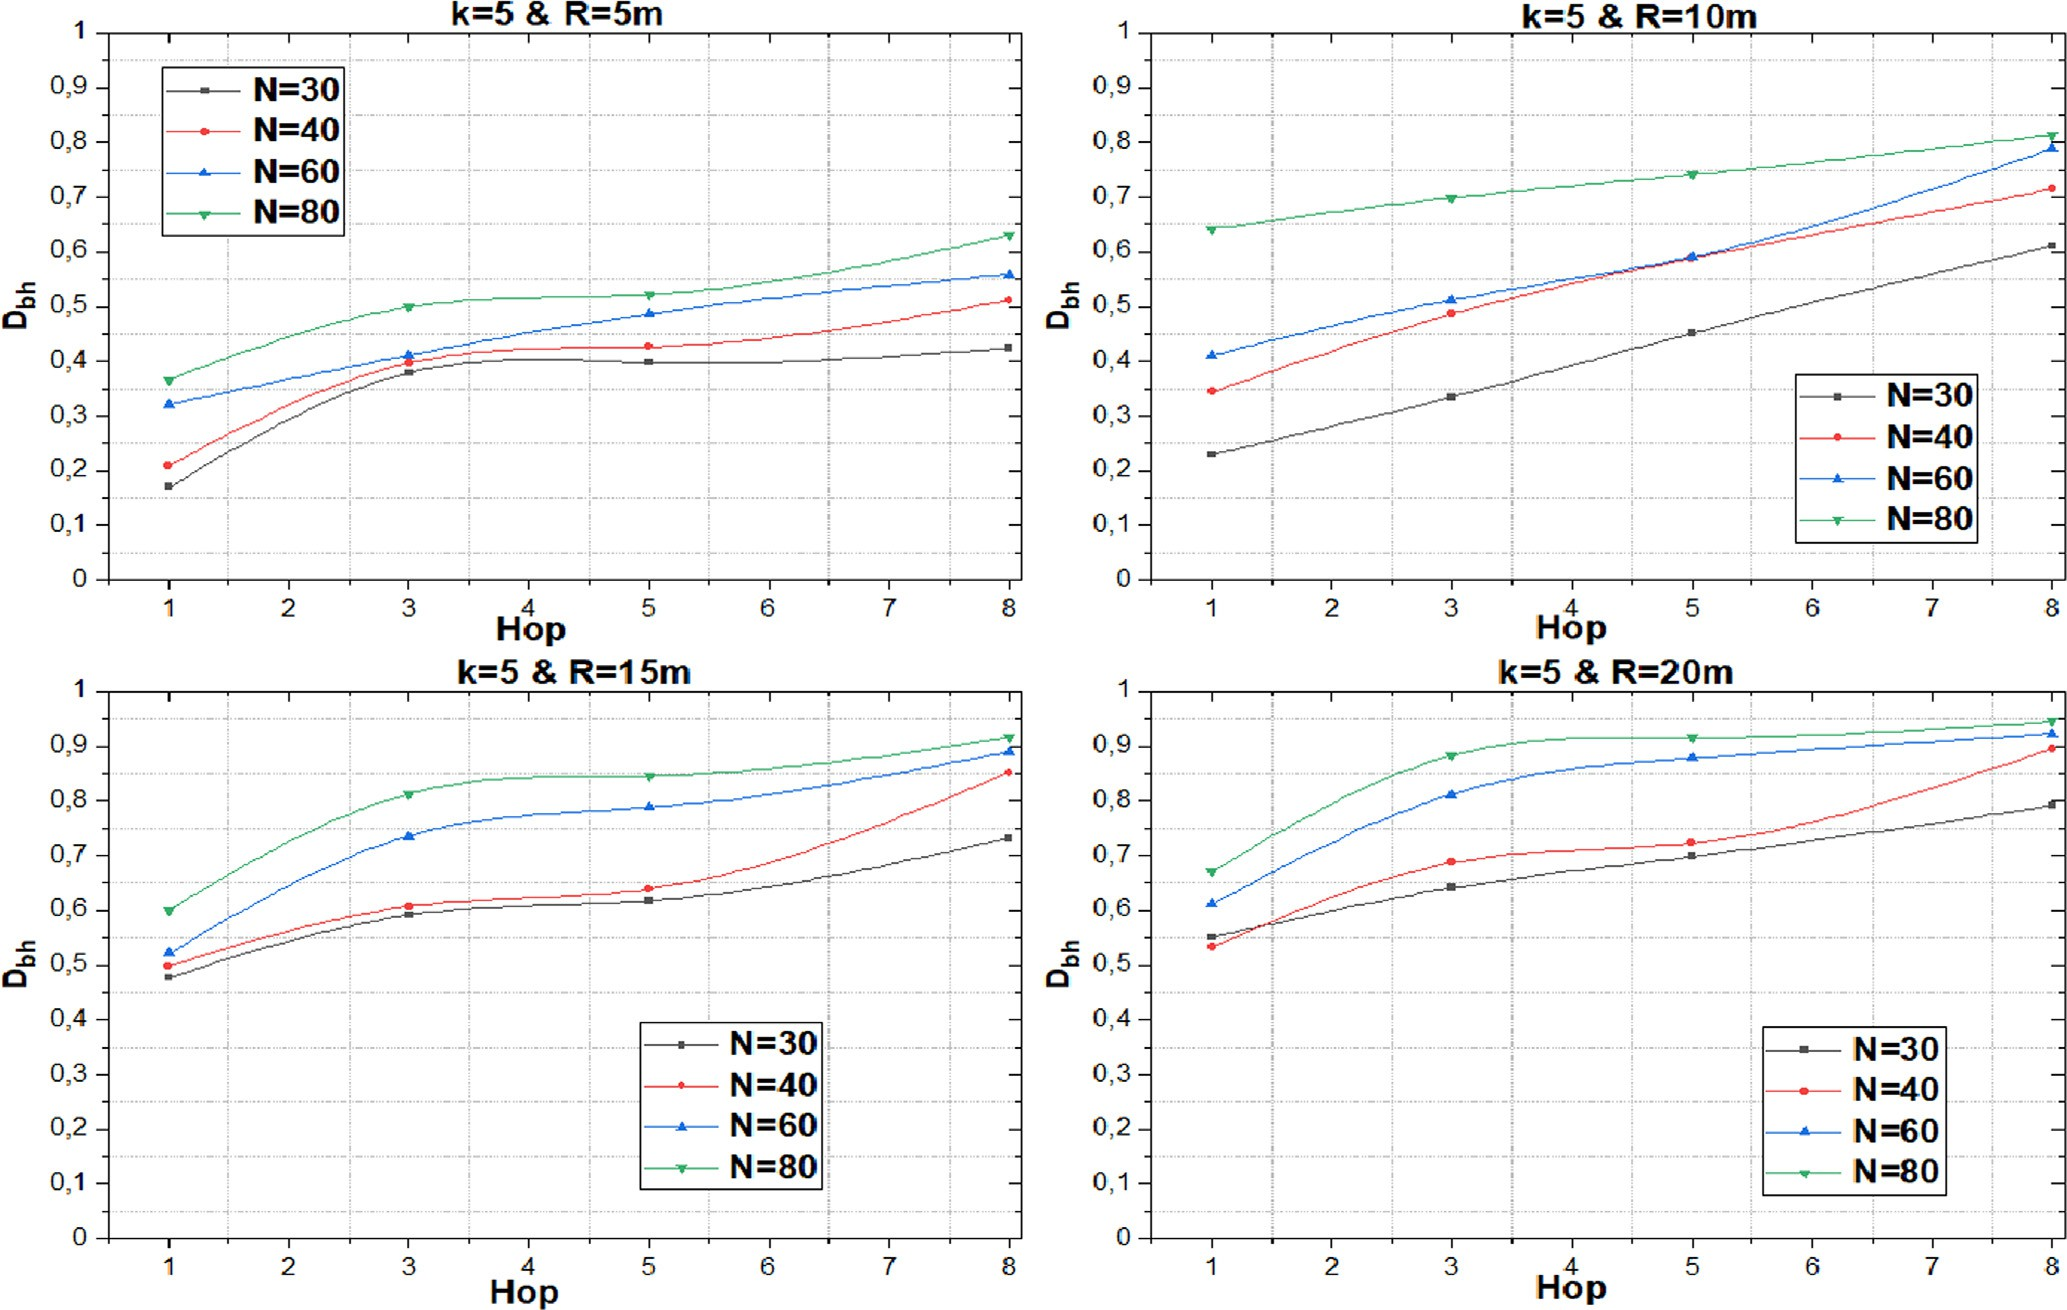 k=5 & R=5m
1
0,9
0,8
0,7
0,6
0,5
0,4
0,3
0,2
0,1
0
Dbh
N=30
N=40
N=60
N=80
1 2 3 4 5 6 7 8
Hop
k=5 & R=10m
1
0,9
0,8
0,7
0,6
0,5
0,4
0,3
0,2
0,1
0
Dbh
N=30
N=40
N=60
N=80
1 2 3 4 5 6 7 8
Hop
k=5 & R=15m
1
0,9
0,8
0,7
0,6
0,5
0,4
0,3
0,2
0,1
0
Dbh
N=30
N=40
N=60
N=80
1 2 3 4 5 6 7 8
Hop
k=5 & R=20m
1
0,9
0,8
0,7
0,6
0,5
0,4
0,3
0,2
0,1
0
Dbh
N=30
N=40
N=60
N=80
1 2 3 4 5 6 7 8
Hop